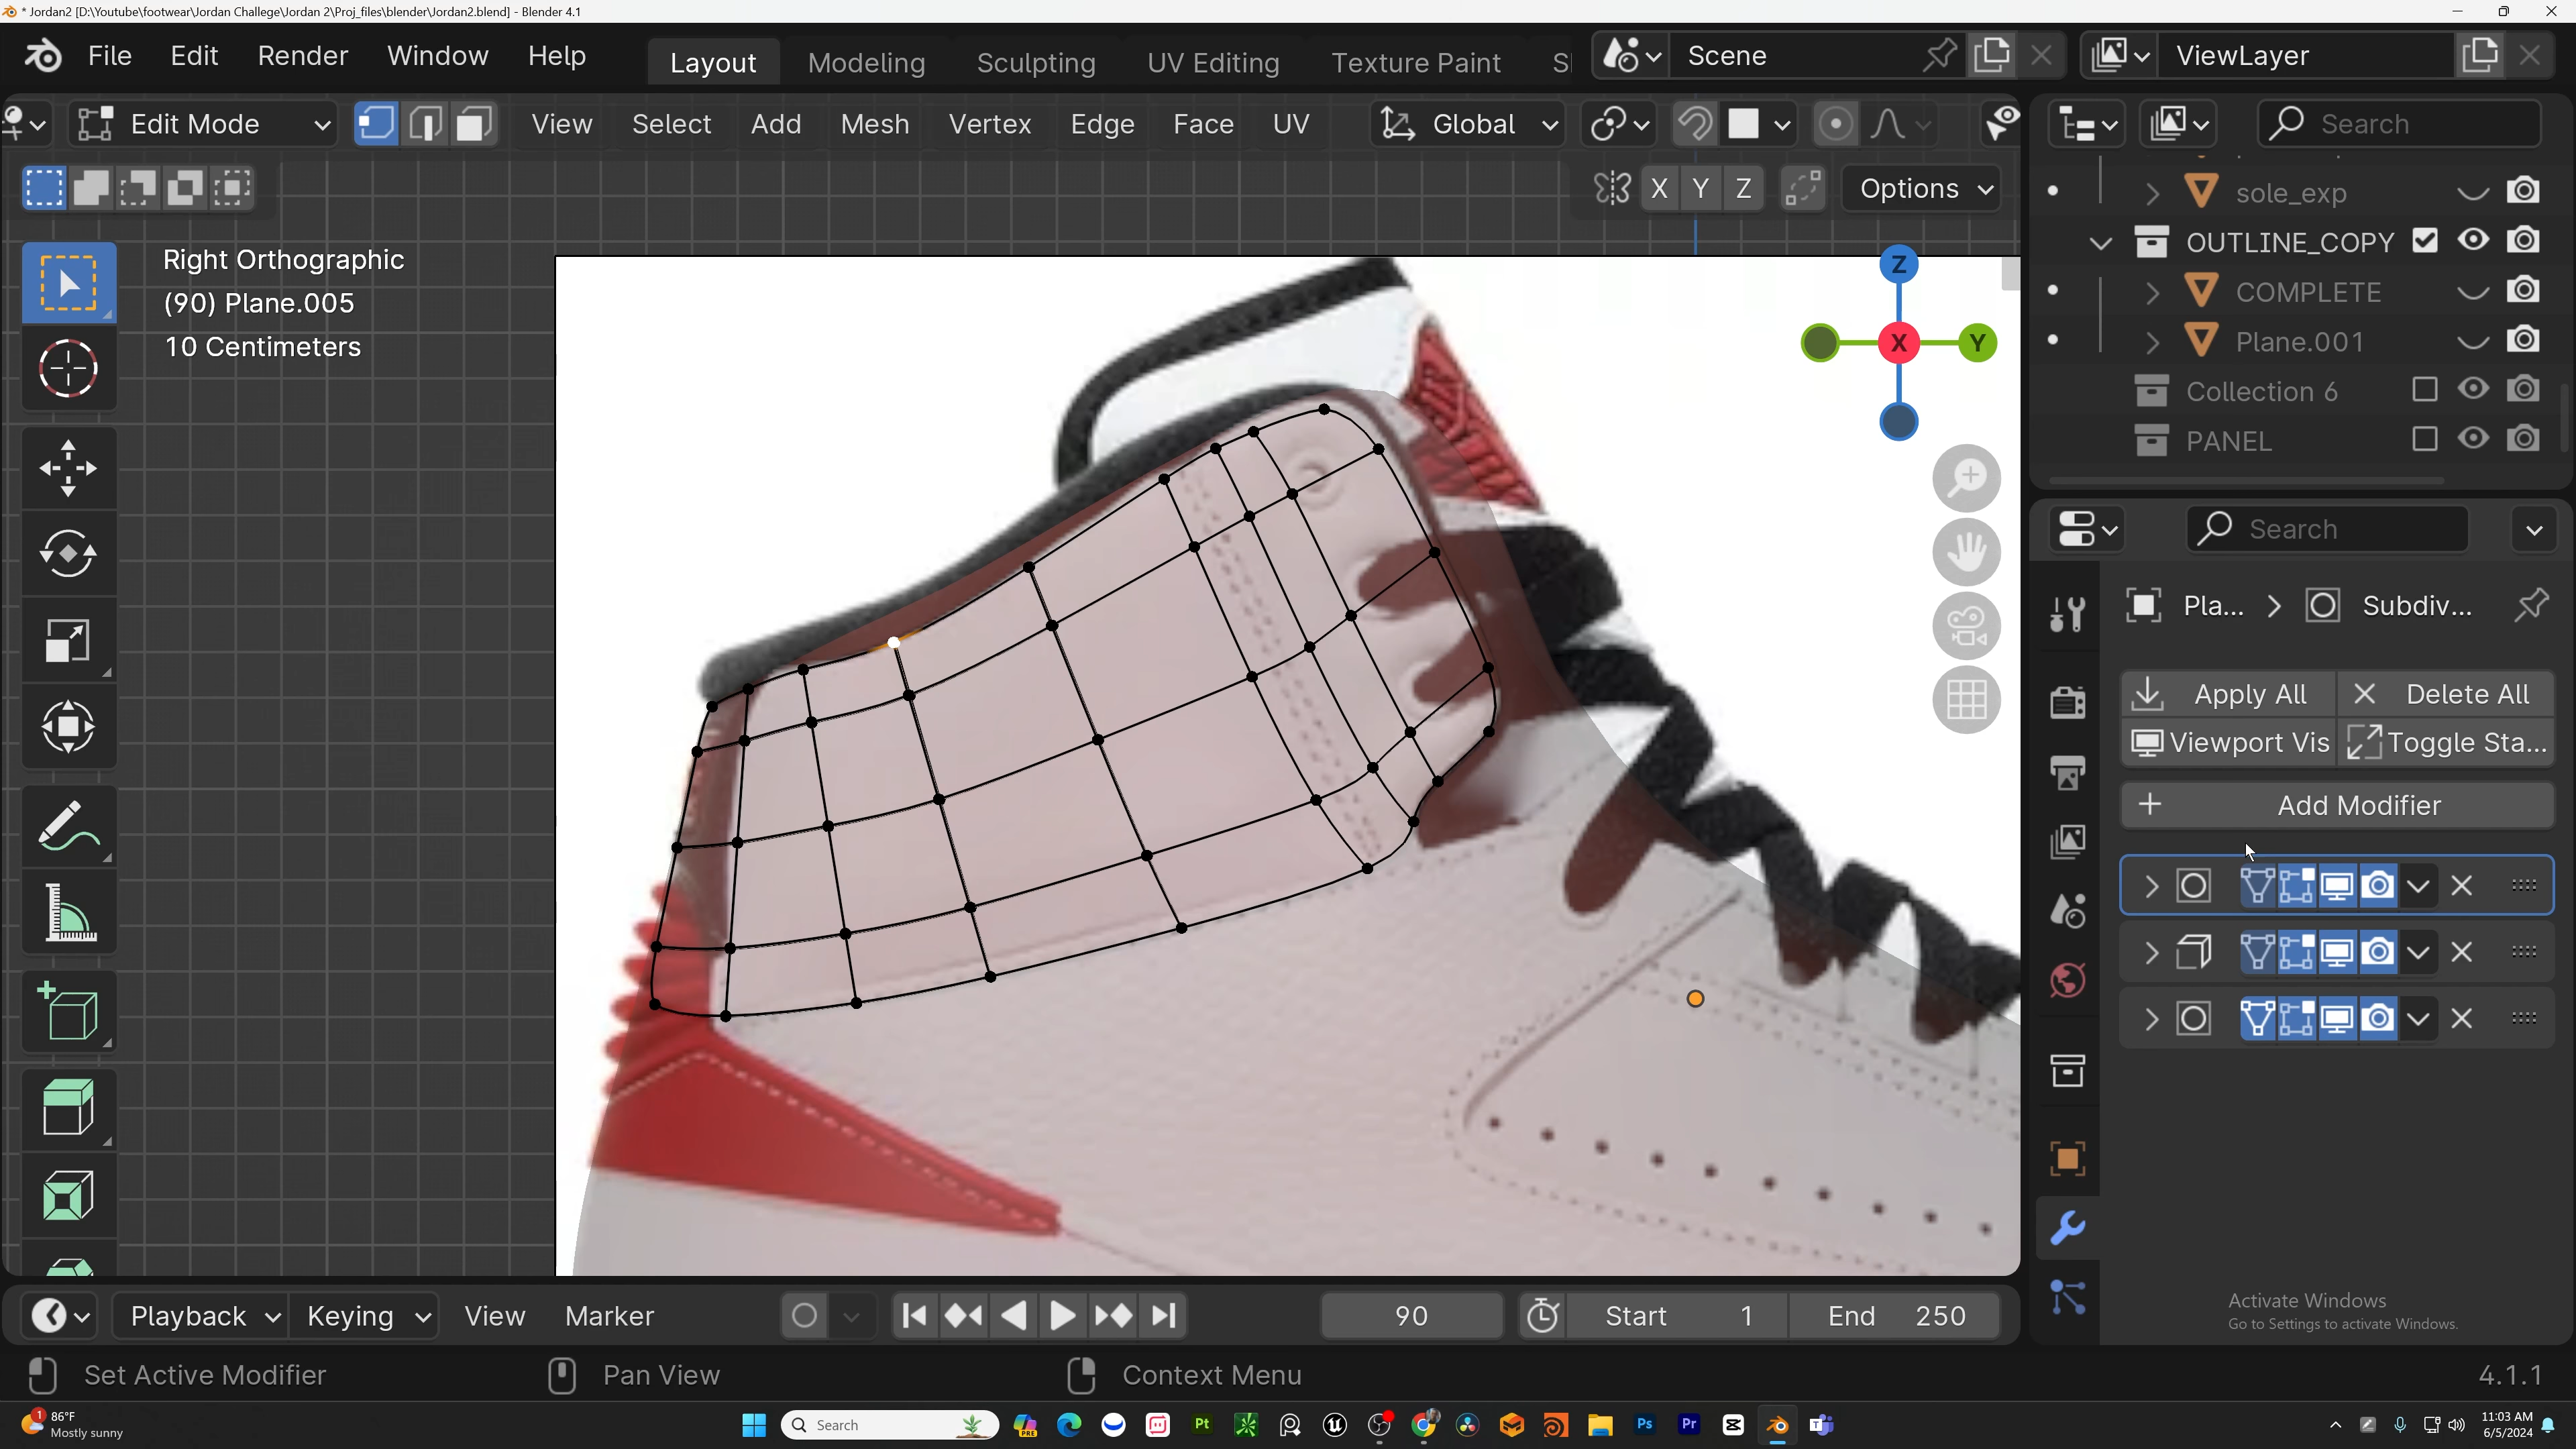 * Jordan2 [D:\Youtube\footwear\Jordan Challege\Jordan 2\Proj_files\blender\Jordan2.blend] - Blender 4.1
File Edit Render Window Help Layout Modeling Sculpting UV Editing Texture Paint S Scene ViewLayer
Edit Mode View Select Add Mesh Vertex Edge Face UV Global Search
X Y Z Options
Right Orthographic
(90) Plane.005
10 Centimeters
Z
X
Y
sole_exp
OUTLINE_COPY
COMPLETE
Plane.001
Collection 6
PANEL
Search
Pla... > Subdiv...
Apply All Delete All
Viewport Vis Toggle Sta...
+ Add Modifier
Activate Windows
Go to Settings to activate Windows.
Playback Keying View Marker 90 Start 1 End 250
Set Active Modifier Pan View Context Menu 4.1.1
1 86°F
Mostly sunny
Search
PRE
Pt
Ps
Pr
11:03 AM
6/5/2024